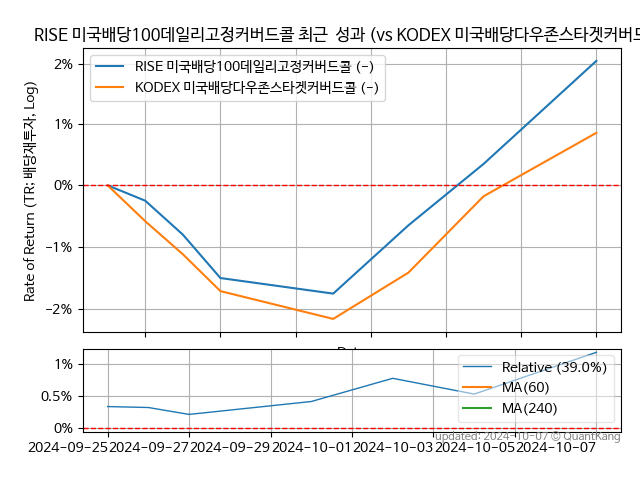 RISE 미국배당100데일리고정커버드콜 최근 성과 (vs KODEX 미국배당다우존스타겟커버드
RISE 미국배당100데일리고정커버드콜 (-)
KODEX 미국배당다우존스타겟커버드콜 (-)
Rate of Return (TR: 배당재투자, Log)
2%
1%
0%
-1%
-2%
1%
0.5%
0%
Relative (39.0%)
MA(60)
MA(240)
2024-09-25
2024-09-27
2024-09-29
2024-10-01
2024-10-03
2024-10-05
2024-10-07
updated: 2024-10-07 © QuantKang